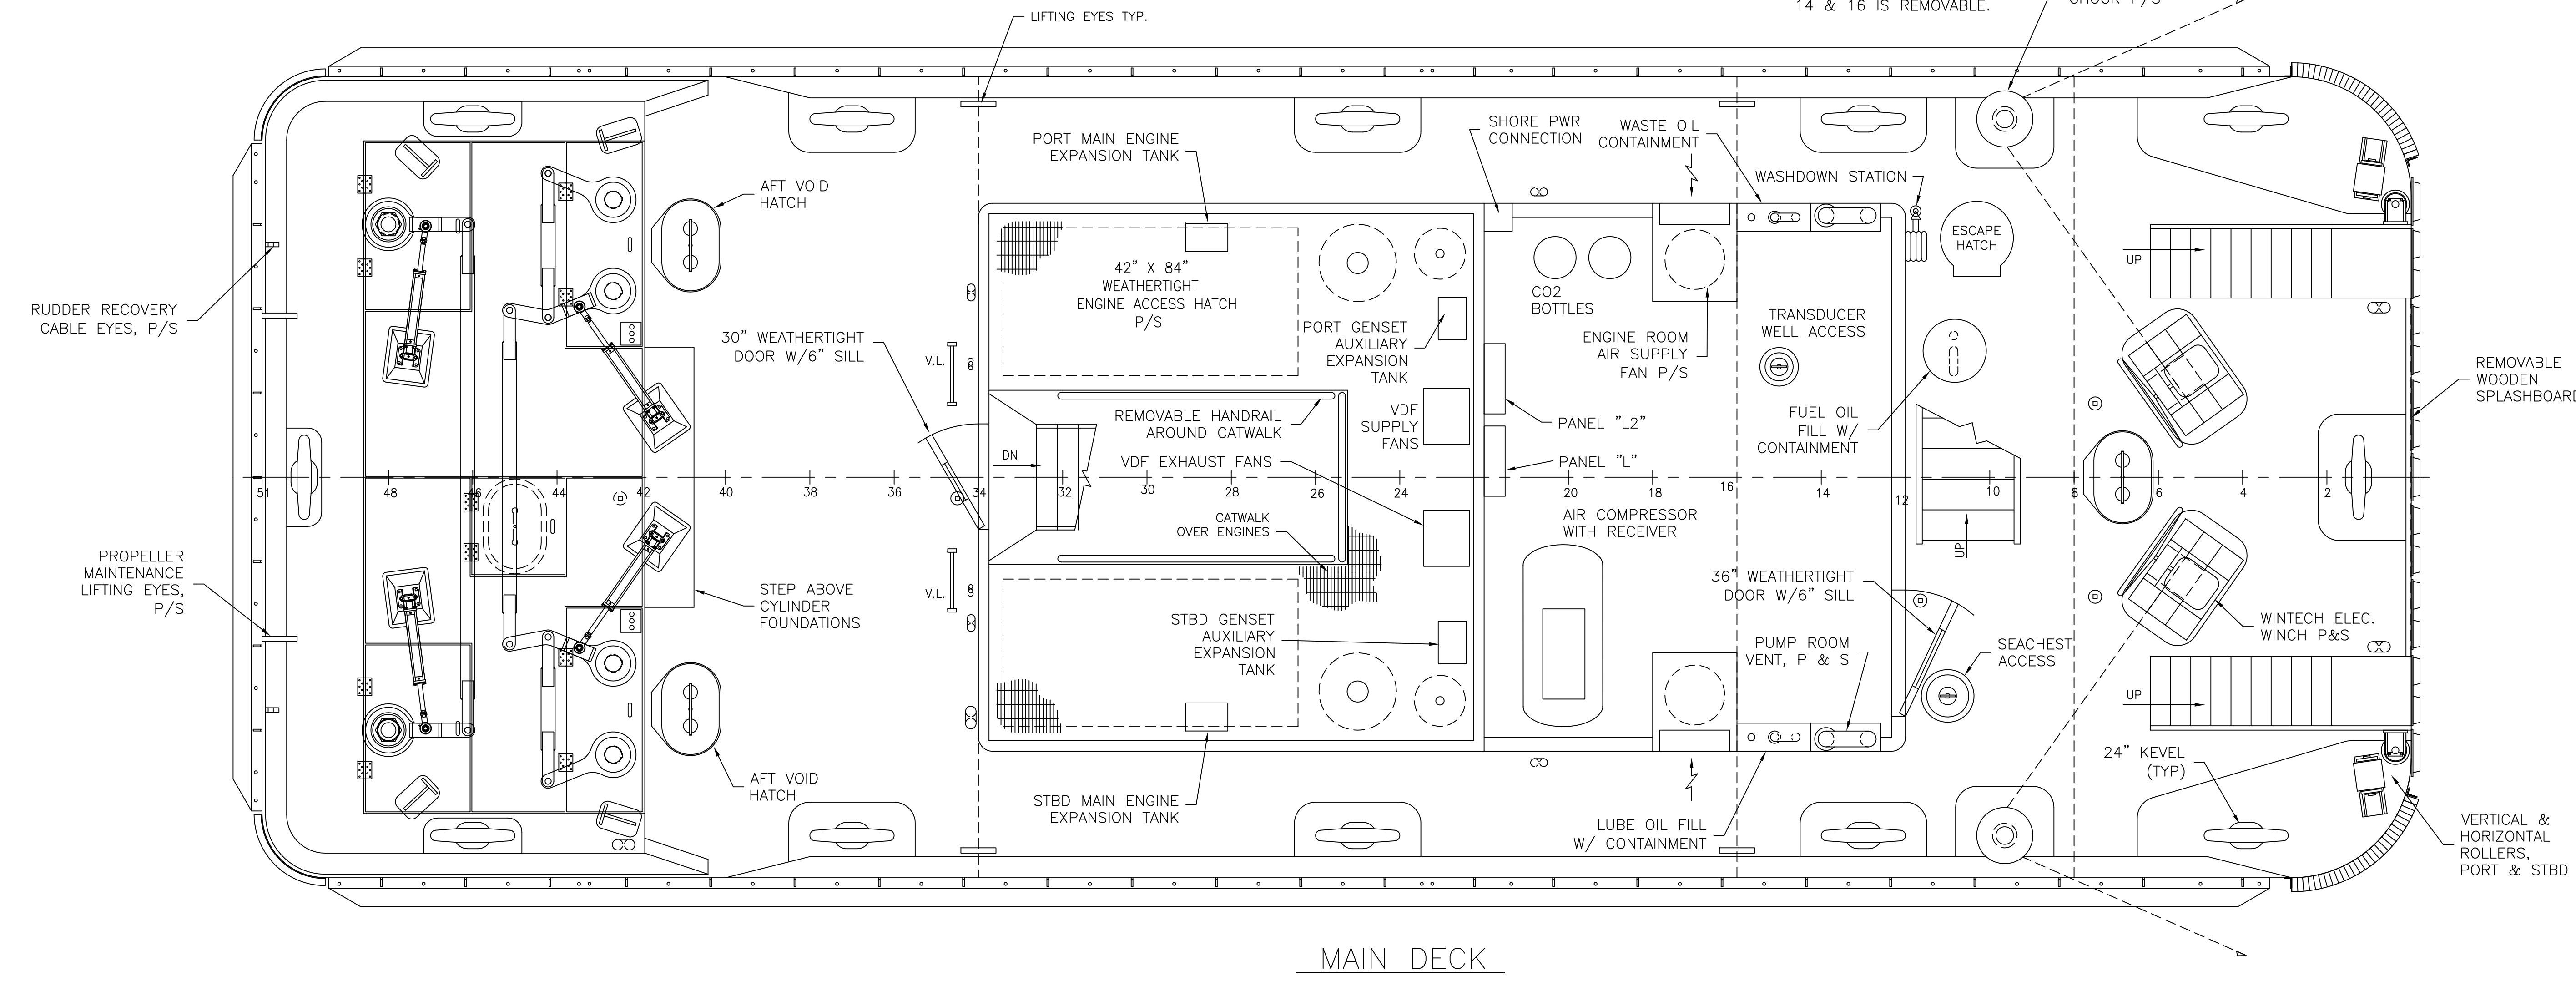 LIFTING EYES TYP.
14 & 16 IS REMOVABLE.
CHOCK P/S
PORT MAIN ENGINE
EXPANSION TANK
SHORE PWR
CONNECTION
WASTE OIL
CONTAINMENT
WASHDOWN STATION
AFT VOID
HATCH
ESCAPE
HATCH
UP
42" X 84"
WEATHERTIGHT
ENGINE ACCESS HATCH
P/S
CO2
BOTTLES
RUDDER RECOVERY
CABLE EYES, P/S
30" WEATHERTIGHT
DOOR W/6" SILL
V.L.
PORT GENSET
AUXILIARY
EXPANSION
TANK
ENGINE ROOM
AIR SUPPLY
FAN P/S
TRANSDUCER
WELL ACCESS
REMOVABLE
WOODEN
SPLASHBOARD
REMOVABLE HANDRAIL
AROUND CATWALK
VDF
SUPPLY
FANS
PANEL "L2"
FUEL OIL
FILL W/
CONTAINMENT
DN
VDF EXHAUST FANS
PANEL "L"
51
48
46
44
42
40
38
36
34
32
30
28
26
24
20
18
16
14
12
10
8
6
4
2
CATWALK
OVER ENGINES
AIR COMPRESSOR
WITH RECEIVER
UP
PROPELLER
MAINTENANCE
LIFTING EYES,
P/S
STEP ABOVE
CYLINDER
FOUNDATIONS
V.L.
STBD GENSET
AUXILIARY
EXPANSION
TANK
36" WEATHERTIGHT
DOOR W/6" SILL
PUMP ROOM
VENT, P & S
SEACHEST
ACCESS
WINTECH ELEC.
WINCH P&S
UP
24" KEVEL
(TYP)
AFT VOID
HATCH
STBD MAIN ENGINE
EXPANSION TANK
LUBE OIL FILL
W/ CONTAINMENT
VERTICAL &
HORIZONTAL
ROLLERS,
PORT & STBD
MAIN DECK